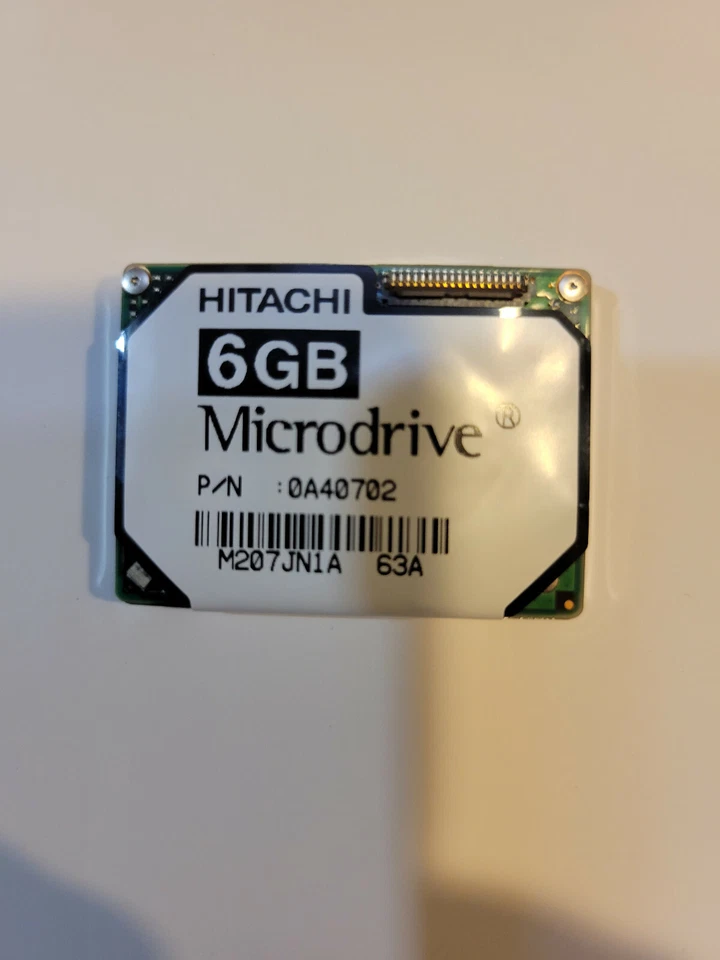 HITACHI
6GB
Microdrive ®
P/N :0A40702
M207JN1A 63A